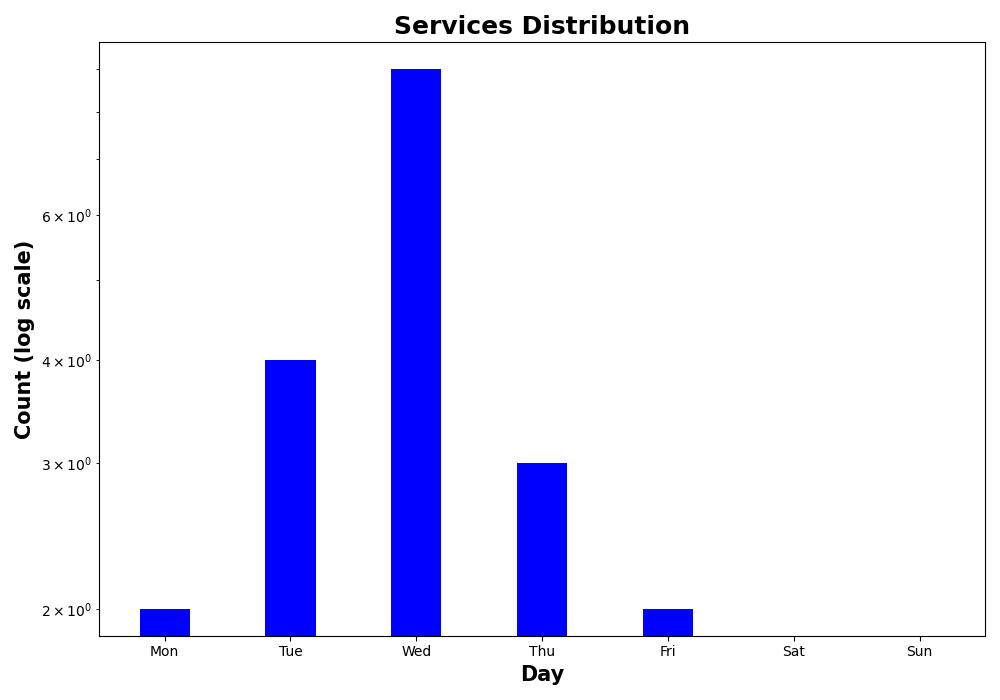 Services Distribution
Count (log scale)
6 × 10⁰
4 × 10⁰
3 × 10⁰
2 × 10⁰
Mon Tue Wed Thu Fri Sat Sun
Day